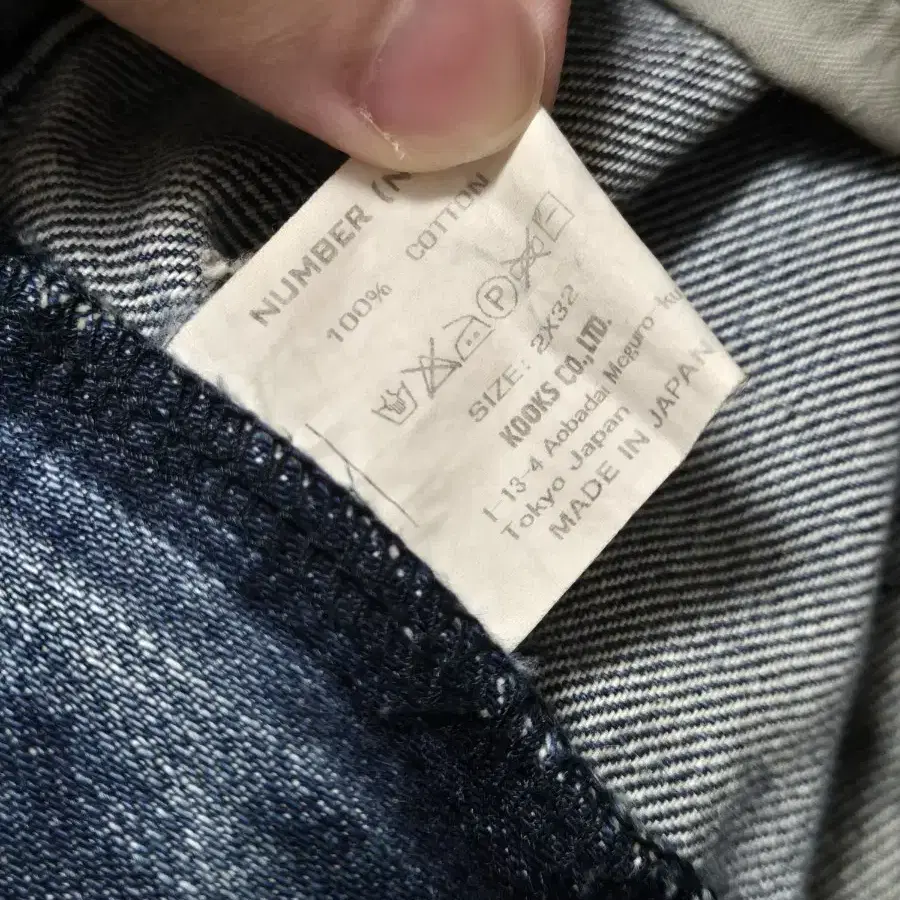 NUMBER (N
100% COTTON
P
SIZE: 2X32
KOOKS CO.,LTD.
1-13-4 Aobadai Meguro-ku
Tokyo Japan
MADE IN JAPAN